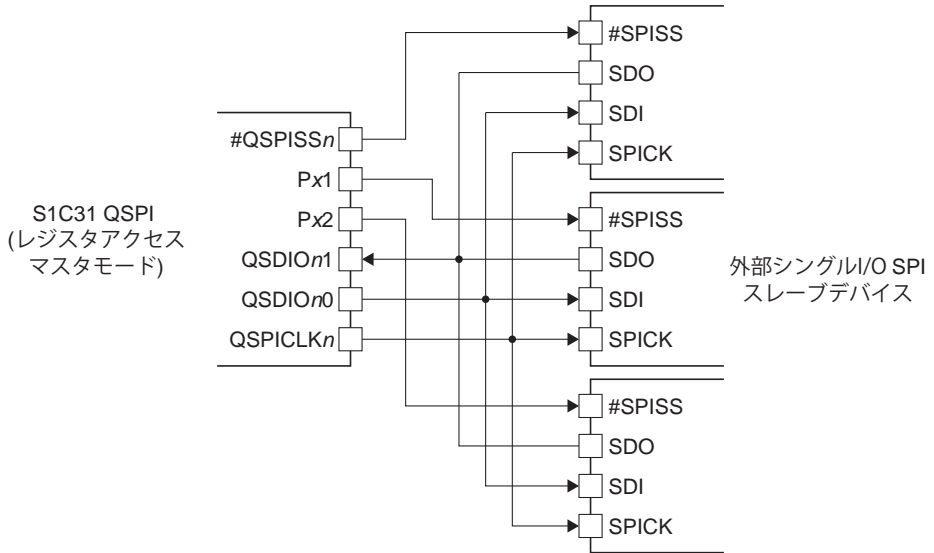 S1C31 QSPI
(レジスタアクセス
マスタモード)
#QSPISSn
Px1
Px2
QSDIOn1
QSDIOn0
QSPICLKn
#SPISS
SDO
SDI
SPICK
#SPISS
SDO
SDI
SPICK
#SPISS
SDO
SDI
SPICK
外部シングルI/O SPI
スレーブデバイス